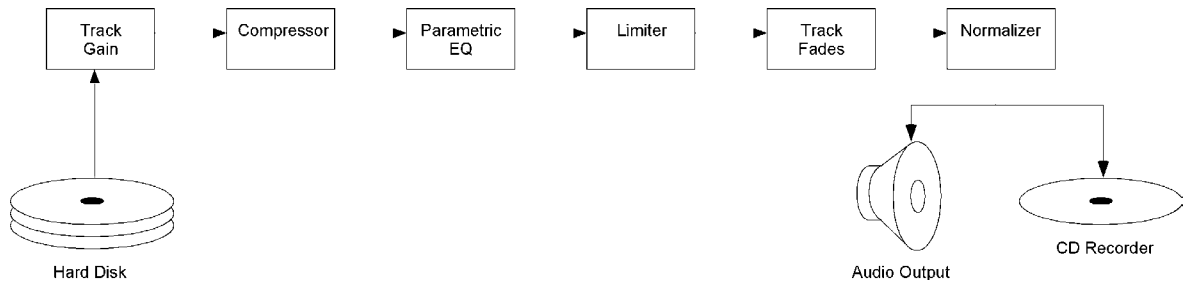 Track
Gain
Compressor
Parametric
EQ
Limiter
Track
Fades
Normalizer
Hard Disk
Audio Output
CD Recorder